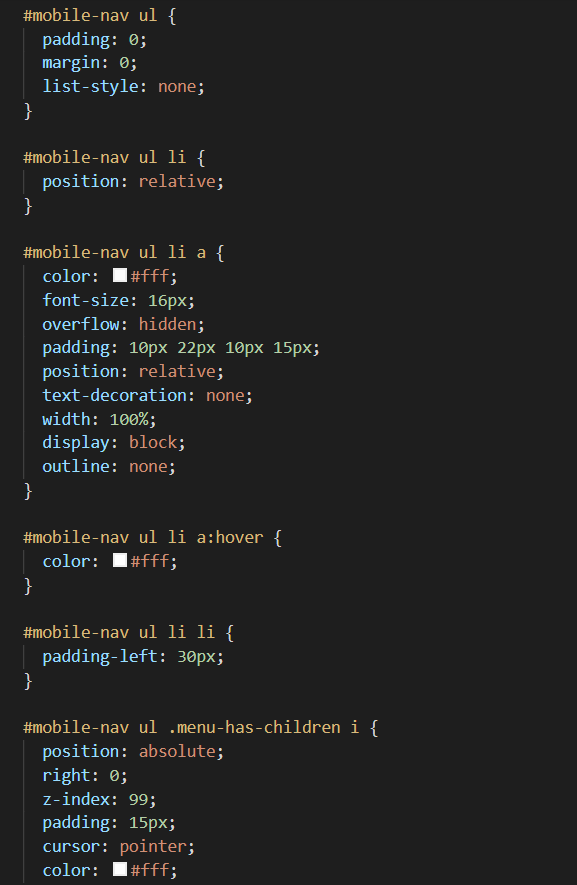 #mobile-nav ul {
  padding: 0;
  margin: 0;
  list-style: none;
}

#mobile-nav ul li {
  position: relative;
}

#mobile-nav ul li a {
  color: #fff;
  font-size: 16px;
  overflow: hidden;
  padding: 10px 22px 10px 15px;
  position: relative;
  text-decoration: none;
  width: 100%;
  display: block;
  outline: none;
}

#mobile-nav ul li a:hover {
  color: #fff;
}

#mobile-nav ul li li {
  padding-left: 30px;
}

#mobile-nav ul .menu-has-children i {
  position: absolute;
  right: 0;
  z-index: 99;
  padding: 15px;
  cursor: pointer;
  color: #fff;